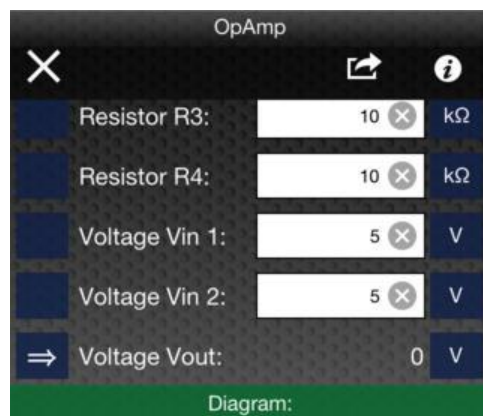 OpAmp
Resistor R3: 10 kΩ
Resistor R4: 10 kΩ
Voltage Vin 1: 5 V
Voltage Vin 2: 5 V
⇒ Voltage Vout: 0 V
Diagram: